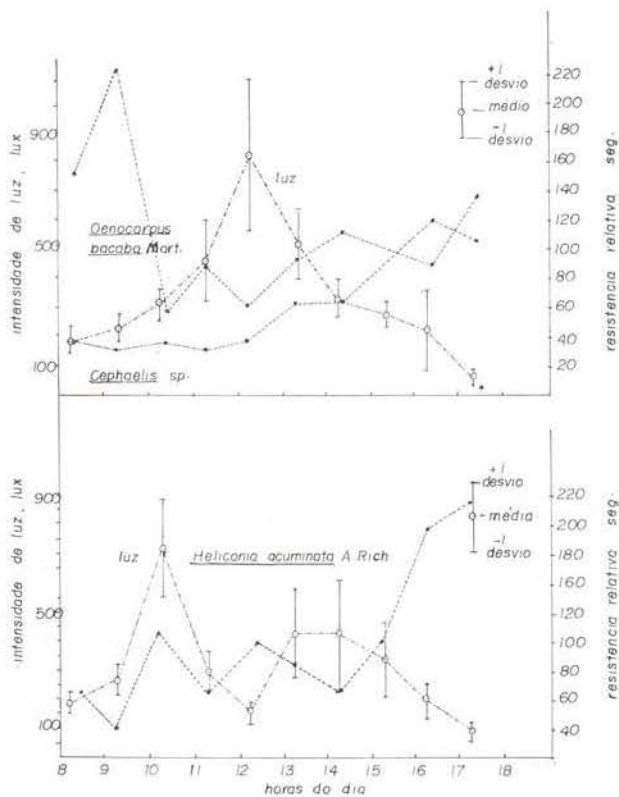 +1
desvio
médio
-1
desvio
220
200
180
160
140
120
100
80
60
40
20
resistencia relativa seg.
900
500
100
intensidade de luz, lux
luz
Oenocarpus
bacaba Mart.
Cephaelis sp.
+1
desvio
média
-1
desvio
220
200
180
160
140
120
100
80
60
40
resistencia relativa seg.
900
500
100
intensidade de luz, lux
luz
Heliconia acuminata A Rich
8 9 10 11 12 13 14 15 16 17 18
horas do dia